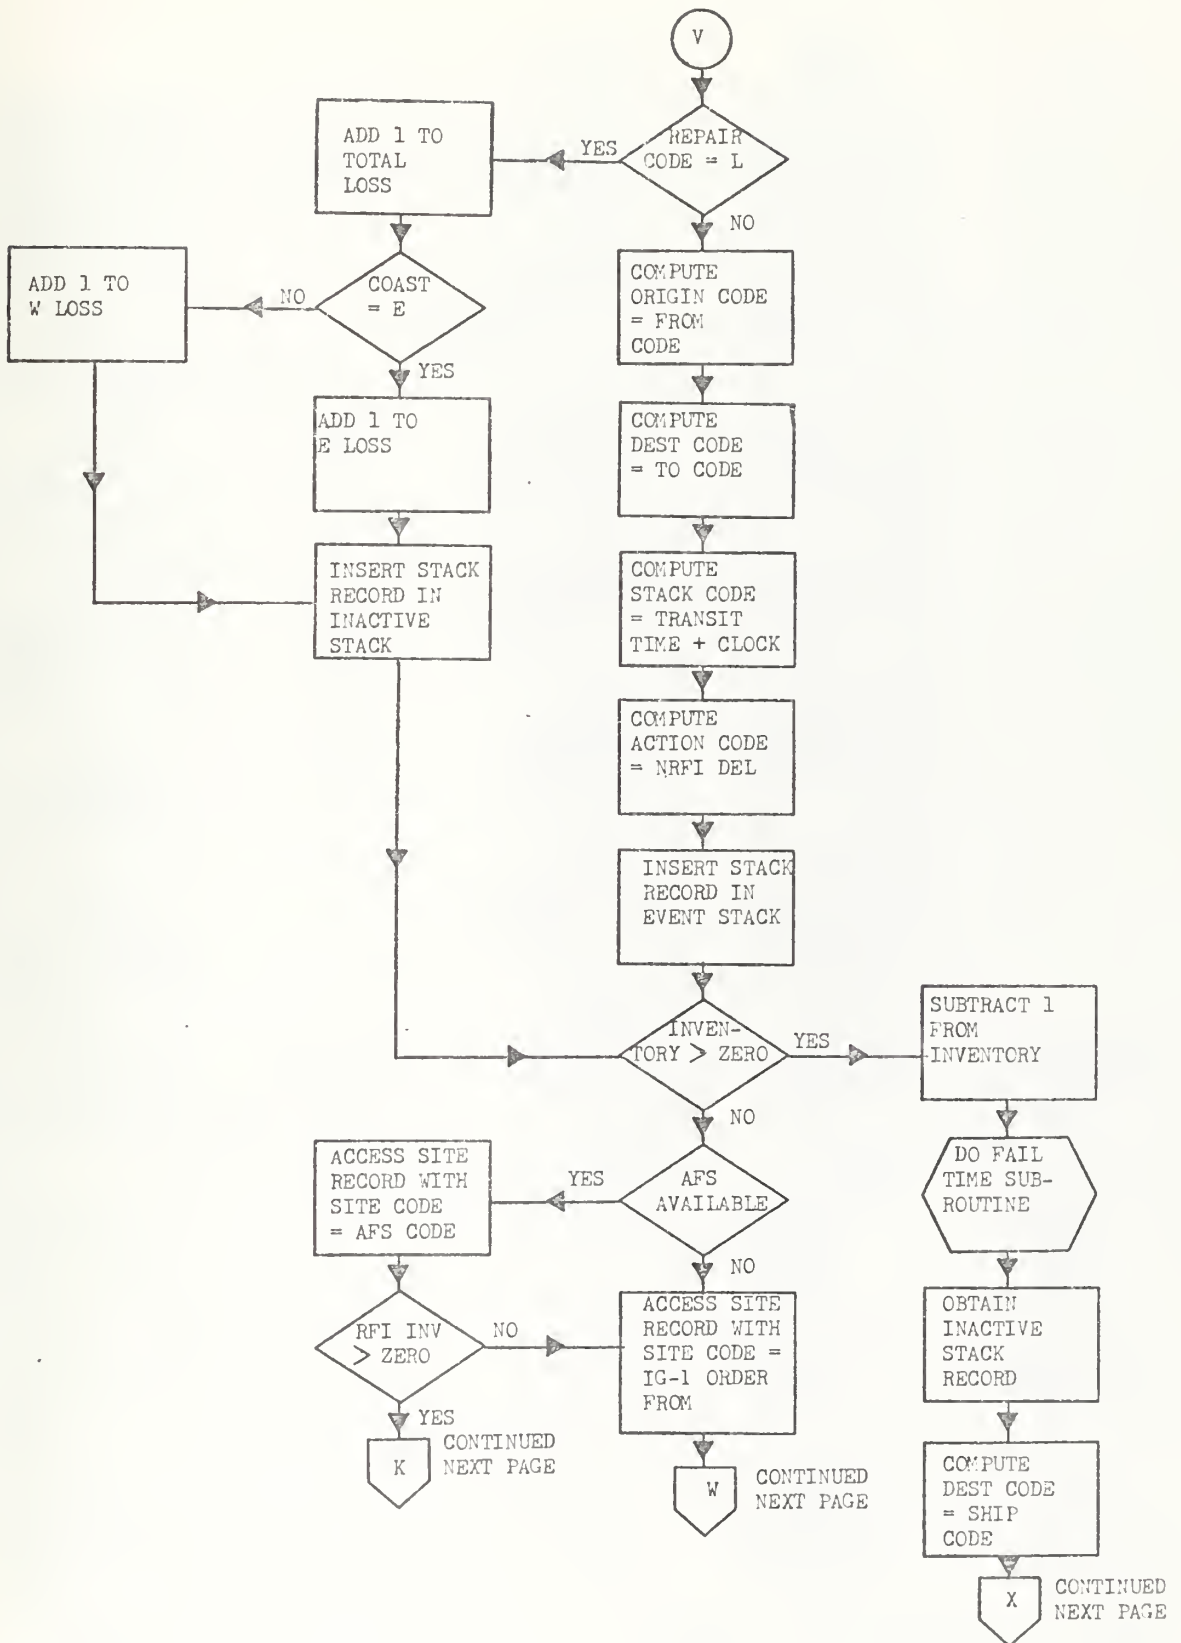 V
REPAIR
CODE = L
YES
NO
ADD 1 TO
TOTAL
LOSS
COAST
= E
NO
YES
ADD 1 TO
W LOSS
ADD 1 TO
E LOSS
INSERT STACK
RECORD IN
INACTIVE
STACK
COMPUTE
ORIGIN CODE
= FROM
CODE
COMPUTE
DEST CODE
= TO CODE
COMPUTE
STACK CODE
= TRANSIT
TIME + CLOCK
COMPUTE
ACTION CODE
= NRFI DEL
INSERT STACK
RECORD IN
EVENT STACK
INVEN-
TORY > ZERO
YES
NO
SUBTRACT 1
FROM
INVENTORY
DO FAIL
TIME SUB-
ROUTINE
OBTAIN
INACTIVE
STACK
RECORD
COMPUTE
DEST CODE
= SHIP
CODE
X
CONTINUED
NEXT PAGE
AFS
AVAILABLE
YES
NO
ACCESS SITE
RECORD WITH
SITE CODE
= AFS CODE
RFI INV
> ZERO
NO
YES
K
CONTINUED
NEXT PAGE
ACCESS SITE
RECORD WITH
SITE CODE =
IG-1 ORDER
FROM
W
CONTINUED
NEXT PAGE